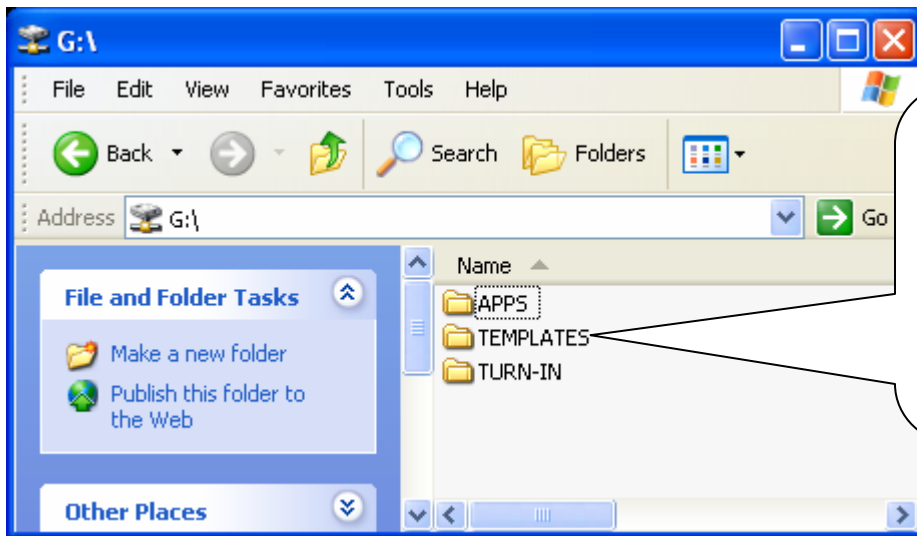 G:\
File Edit View Favorites Tools Help
Back Search Folders
Address G:\ Go
Name
File and Folder Tasks
Make a new folder
Publish this folder to
the Web
Other Places
APPS
TEMPLATES
TURN-IN